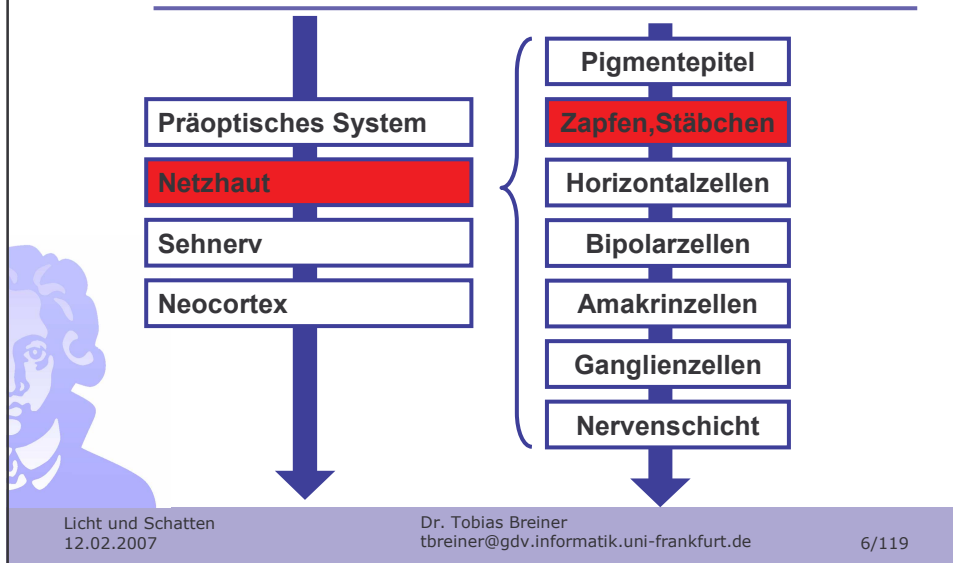 Präoptisches System
Netzhaut
Sehnerv
Neocortex
Pigmentepitel
Zapfen,Stäbchen
Horizontalzellen
Bipolarzellen
Amakrinzellen
Ganglienzellen
Nervenschicht
Licht und Schatten
12.02.2007
Dr. Tobias Breiner
tbreiner@gdv.informatik.uni-frankfurt.de
6/119